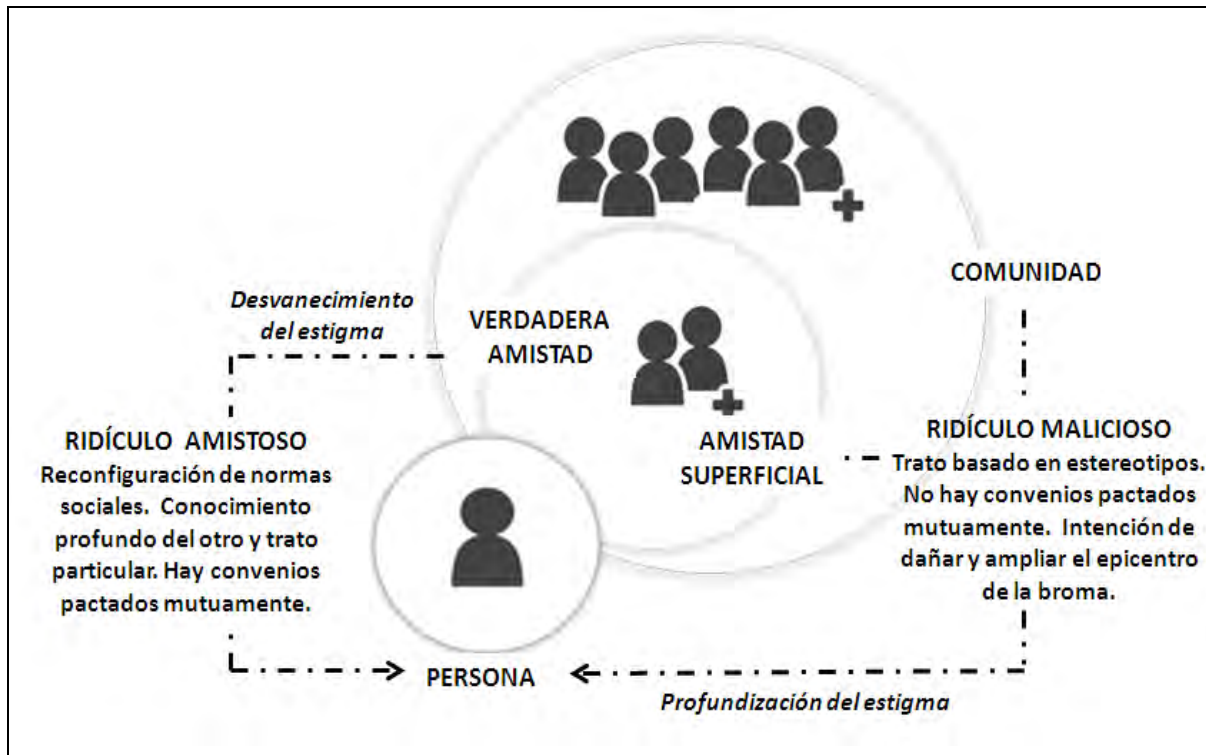 COMUNIDAD
Desvanecimiento
del estigma
VERDADERA
AMISTAD
RIDÍCULO AMISTOSO
Reconfiguración de normas
sociales. Conocimiento
profundo del otro y trato
particular. Hay convenios
pactados mutuamente.
AMISTAD
SUPERFICIAL
RIDÍCULO MALICIOSO
Trato basado en estereotipos.
No hay convenios pactados
mutuamente. Intención de
dañar y ampliar el epicentro
de la broma.
PERSONA
Profundización del estigma